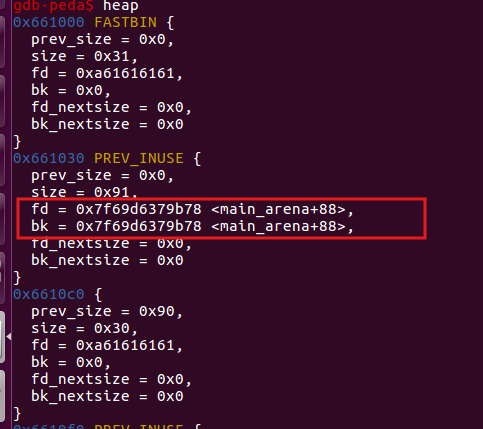 gdb-peda$ heap
0x661000 FASTBIN {
  prev_size = 0x0,
  size = 0x31,
  fd = 0xa61616161,
  bk = 0x0,
  fd_nextsize = 0x0,
  bk_nextsize = 0x0
}
0x661030 PREV_INUSE {
  prev_size = 0x0,
  size = 0x91,
  fd = 0x7f69d6379b78 <main_arena+88>,
  bk = 0x7f69d6379b78 <main_arena+88>,
  fd_nextsize = 0x0,
  bk_nextsize = 0x0
}
0x6610c0 {
  prev_size = 0x90,
  size = 0x30,
  fd = 0xa61616161,
  bk = 0x0,
  fd_nextsize = 0x0,
  bk_nextsize = 0x0
}
0x6610f0 PREV_INUSE {